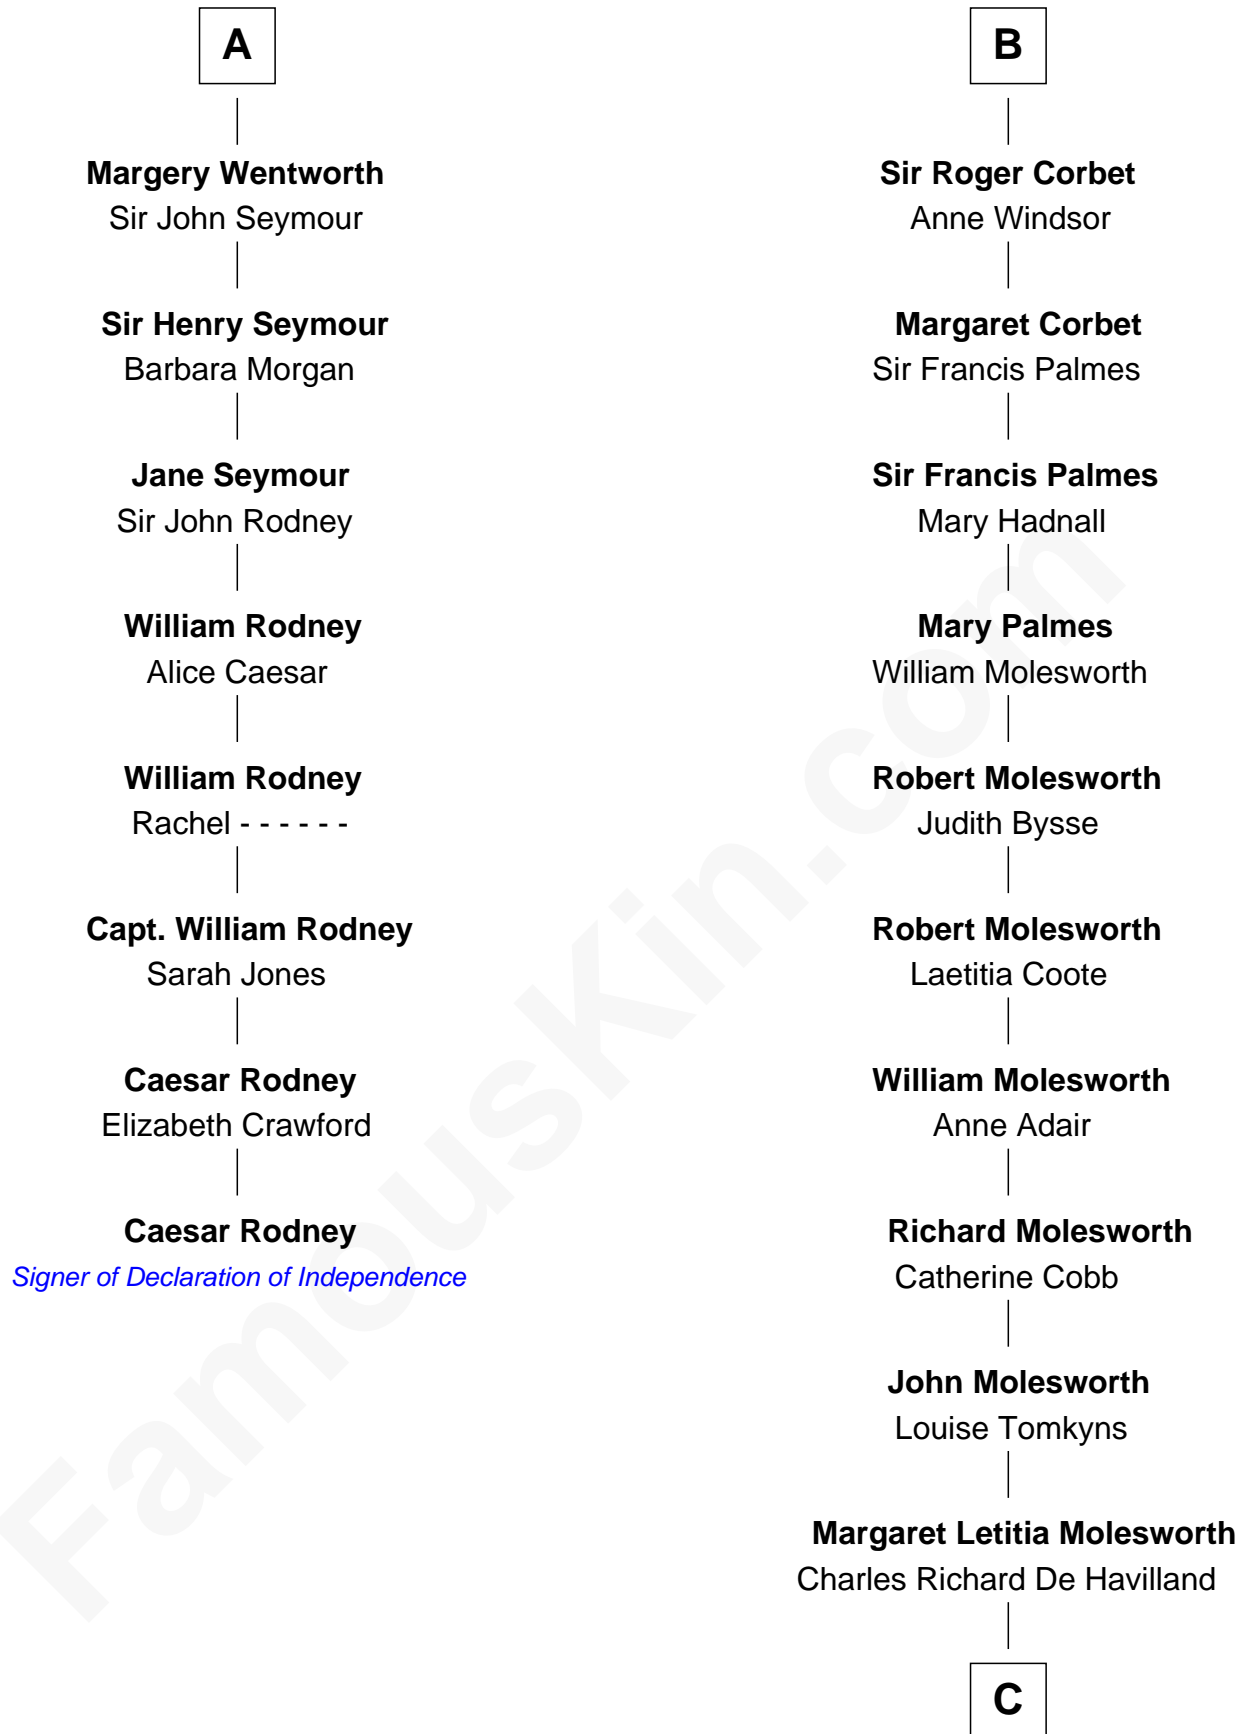 A
Margery Wentworth
Sir John Seymour
Sir Henry Seymour
Barbara Morgan
Jane Seymour
Sir John Rodney
William Rodney
Alice Caesar
William Rodney
Rachel - - - - - -
Capt. William Rodney
Sarah Jones
Caesar Rodney
Elizabeth Crawford
Caesar Rodney
Signer of Declaration of Independence
B
Sir Roger Corbet
Anne Windsor
Margaret Corbet
Sir Francis Palmes
Sir Francis Palmes
Mary Hadnall
Mary Palmes
William Molesworth
Robert Molesworth
Judith Bysse
Robert Molesworth
Laetitia Coote
William Molesworth
Anne Adair
Richard Molesworth
Catherine Cobb
John Molesworth
Louise Tomkyns
Margaret Letitia Molesworth
Charles Richard De Havilland
C
FamousKin.com